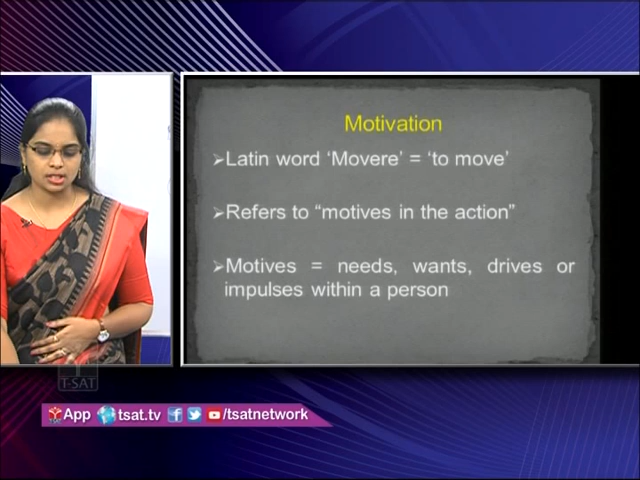 Motivation
➢Latin word ‘Movere’ = ‘to move’
➢Refers to “motives in the action”
➢Motives = needs, wants, drives or
impulses within a person
T-SAT
App tsat.tv /tsatnetwork